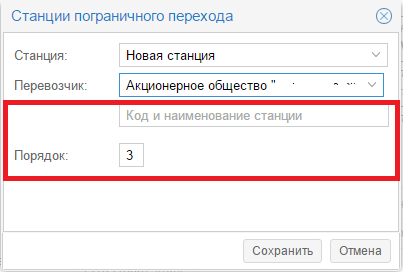 Станции пограничного перехода
Станция: Новая станция
Перевозчик: Акционерное общество "
Код и наименование станции
Порядок: 3
Сохранить Отмена